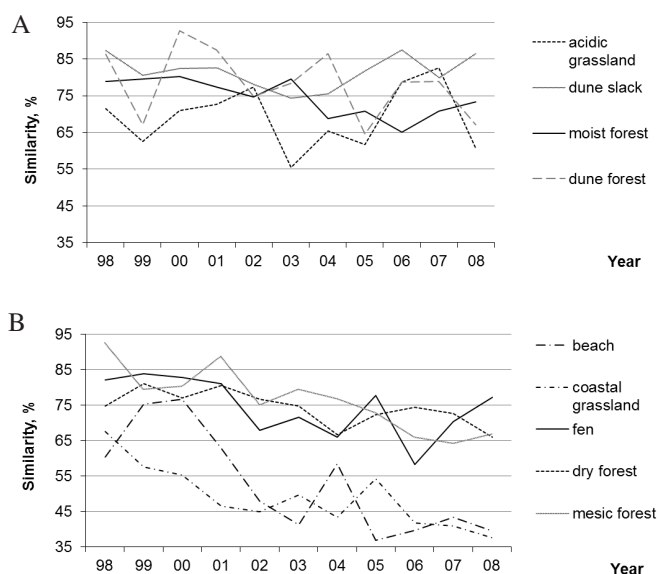 A
95
85
75
65
55
45
35
Similarity, %
98 99 00 01 02 03 04 05 06 07 08
Year
acidic
grassland
dune slack
moist forest
dune forest
B
95
85
75
65
55
45
35
Similarity, %
98 99 00 01 02 03 04 05 06 07 08
Year
beach
coastal
grassland
fen
dry forest
mesic forest